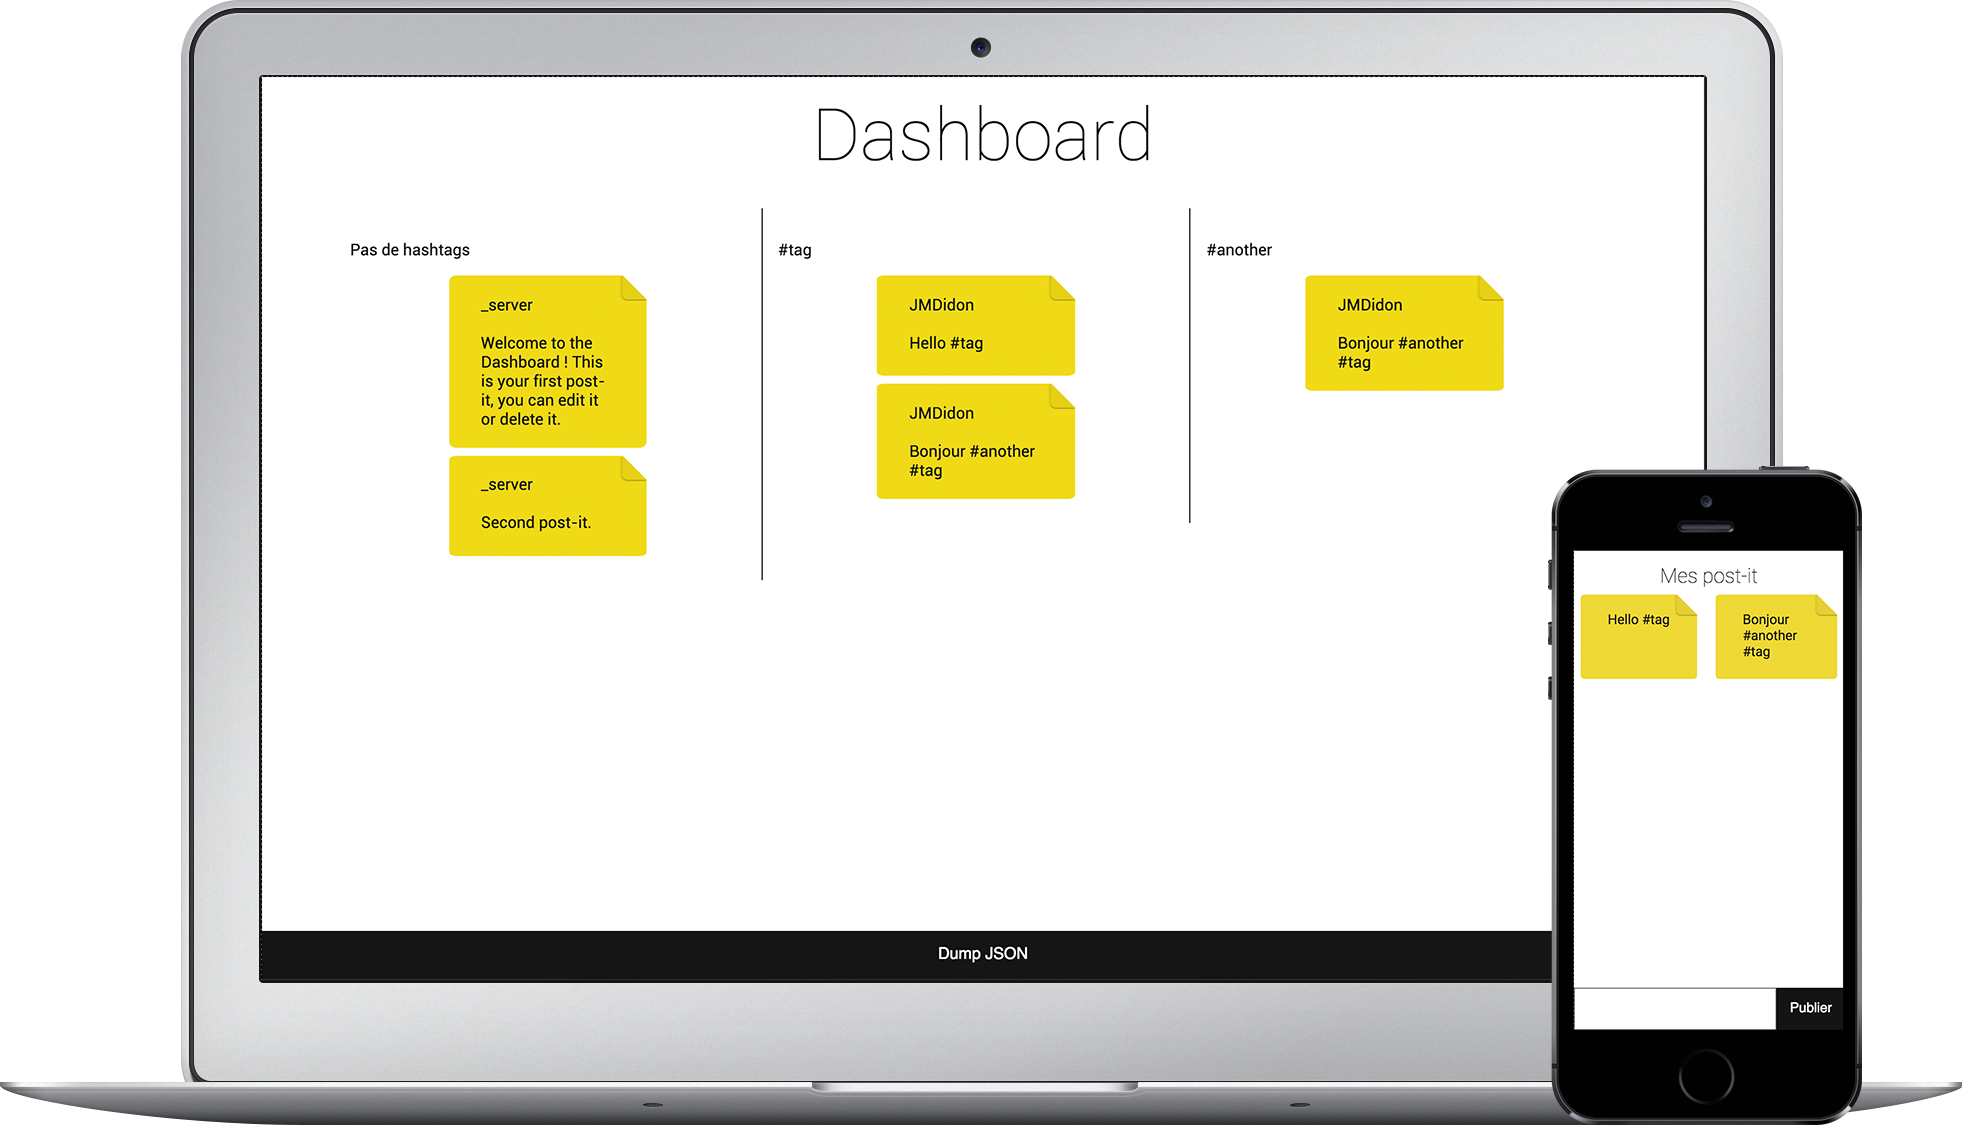 Dashboard
Pas de hashtags
_server
Welcome to the
Dashboard ! This
is your first post-
it, you can edit it
or delete it.
_server
Second post-it.
#tag
JMDidon
Hello #tag
JMDidon
Bonjour #another
#tag
#another
JMDidon
Bonjour #another
#tag
Dump JSON
Mes post-it
Hello #tag
Bonjour
#another
#tag
Publier